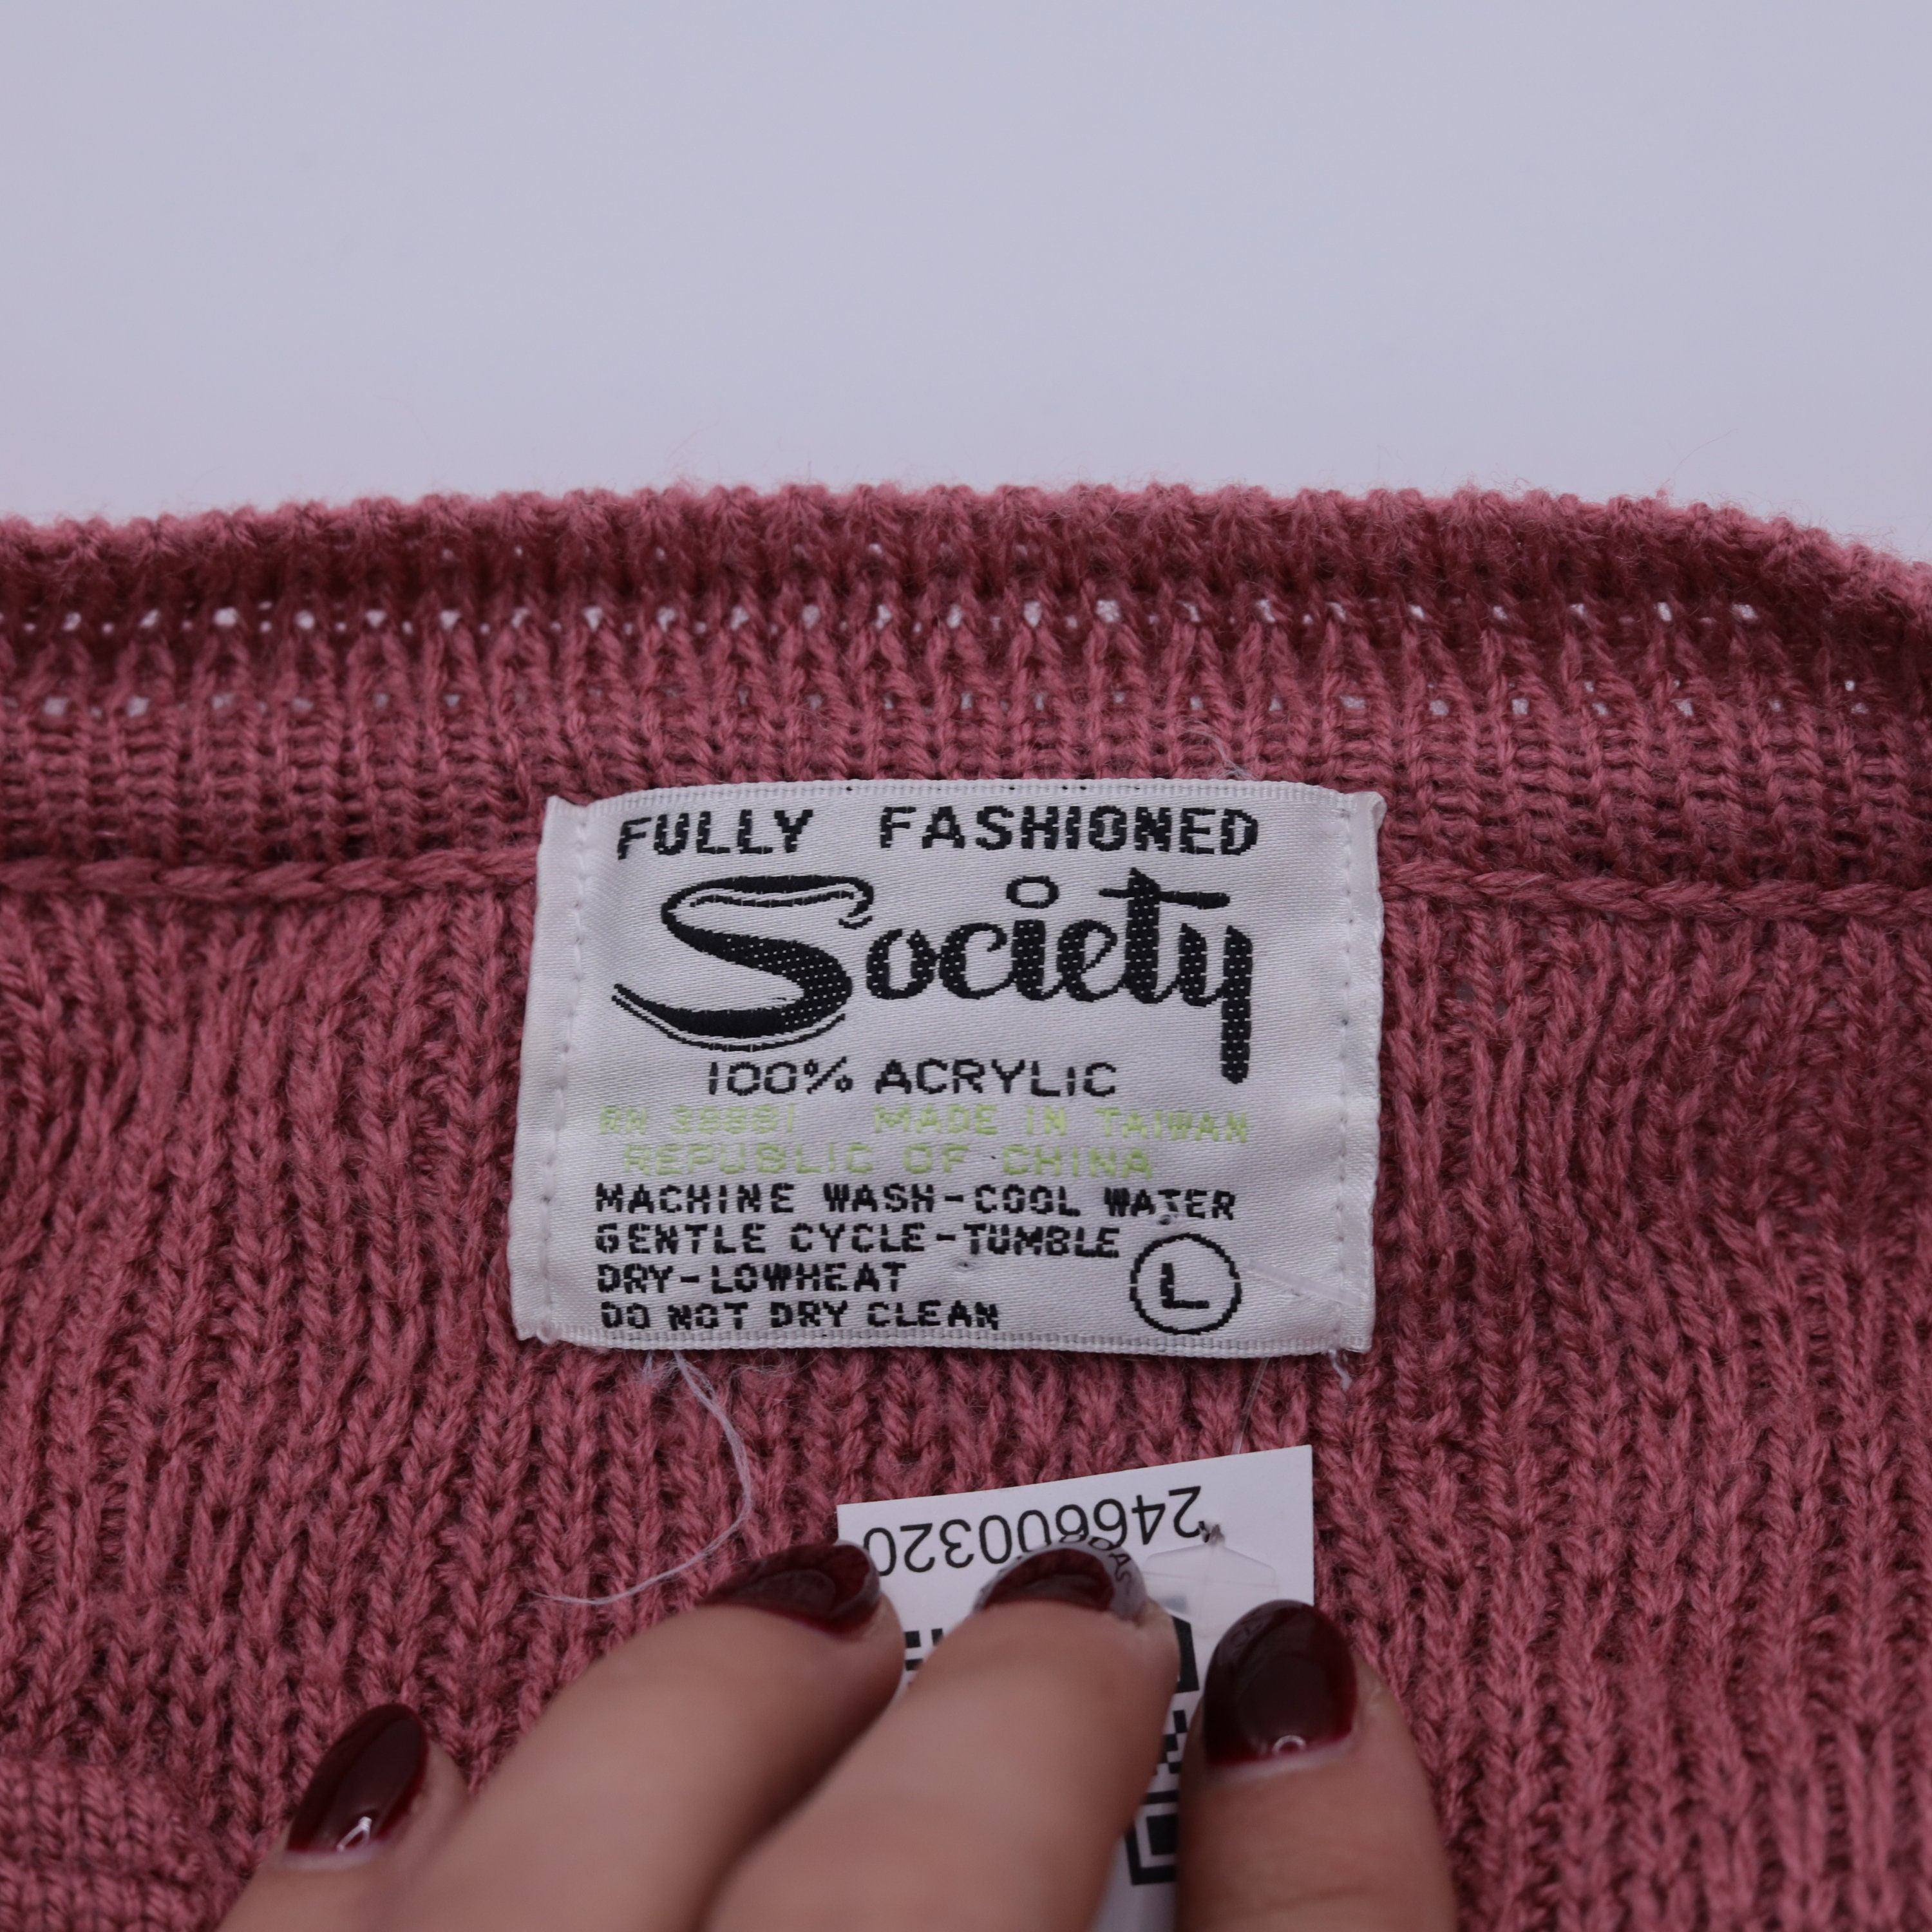 FULLY FASHIONED
Society
100% ACRYLIC
RN 38881 MADE IN TAIWAN
REPUBLIC OF CHINA
MACHINE WASH-COOL WATER
GENTLE CYCLE-TUMBLE
DRY-LOWHEAT
DO NOT DRY CLEAN
L
246600320